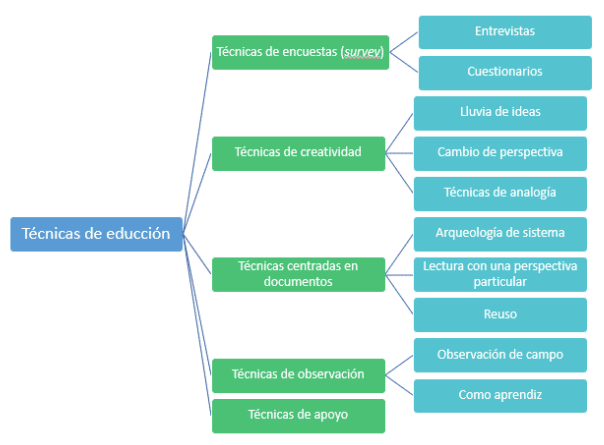 Técnicas de educción
Técnicas de encuestas (survey)
Entrevistas
Cuestionarios
Técnicas de creatividad
Lluvia de ideas
Cambio de perspectiva
Técnicas de analogía
Técnicas centradas en
documentos
Arqueología de sistema
Lectura con una perspectiva
particular
Reuso
Técnicas de observación
Observación de campo
Como aprendiz
Técnicas de apoyo